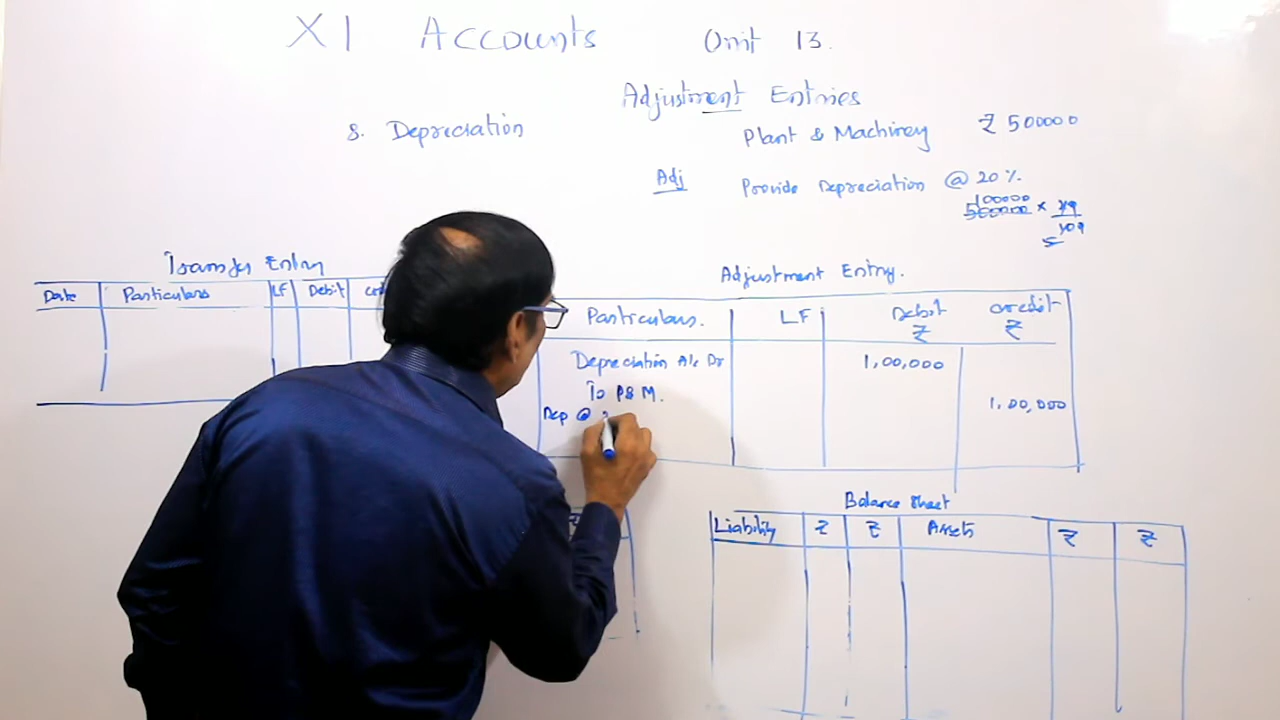 XI Accounts Unit 13.
Adjustment Entries
8. Depreciation
Plant & Machinery ₹ 500000
Adj Provide Depreciation @ 20%
100000
500000 ×
5
Transfer Entry
Date Particulars LF Debit
Adjustment Entry.
Particulars. LF Debit ₹ Credit ₹
Depreciation A/c Dr 1,00,000
To P&M. 1,00,000
Dep @
Balance Sheet
Liability ₹ ₹ Assets ₹ ₹